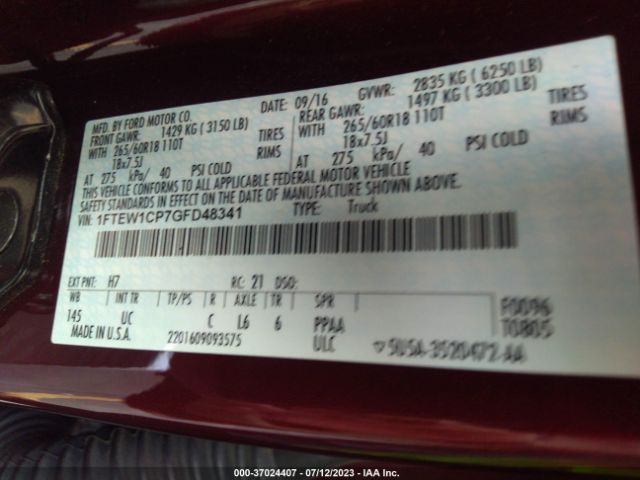 MFD. BY FORD MOTOR CO. DATE: 09/16 GVWR: 2835 KG ( 6250 LB)
FRONT GAWR: 1429 KG ( 3150 LB) REAR GAWR: 1497 KG ( 3300 LB)
WITH 265/60R18 110T TIRES WITH 265/60R18 110T TIRES
18x7.5J RIMS 18x7.5J RIMS
AT 275 kPa/ 40 PSI COLD AT 275 kPa/ 40 PSI COLD
THIS VEHICLE CONFORMS TO ALL APPLICABLE FEDERAL MOTOR VEHICLE
SAFETY STANDARDS IN EFFECT ON THE DATE OF MANUFACTURE SHOWN ABOVE.
VIN: 1FTEW1CP7GFD48341 TYPE: Truck
EXT PNT: H7 RC: 21 DSO:
WB INT TR TP/PS R AXLE TR SPR F0096
145 UC C L6 6 PPAA T0805
MADE IN U.S.A. 2201609093575 ULC 5U5A-3520472-AA
000-37024407 - 07/12/2023 - IAA Inc.